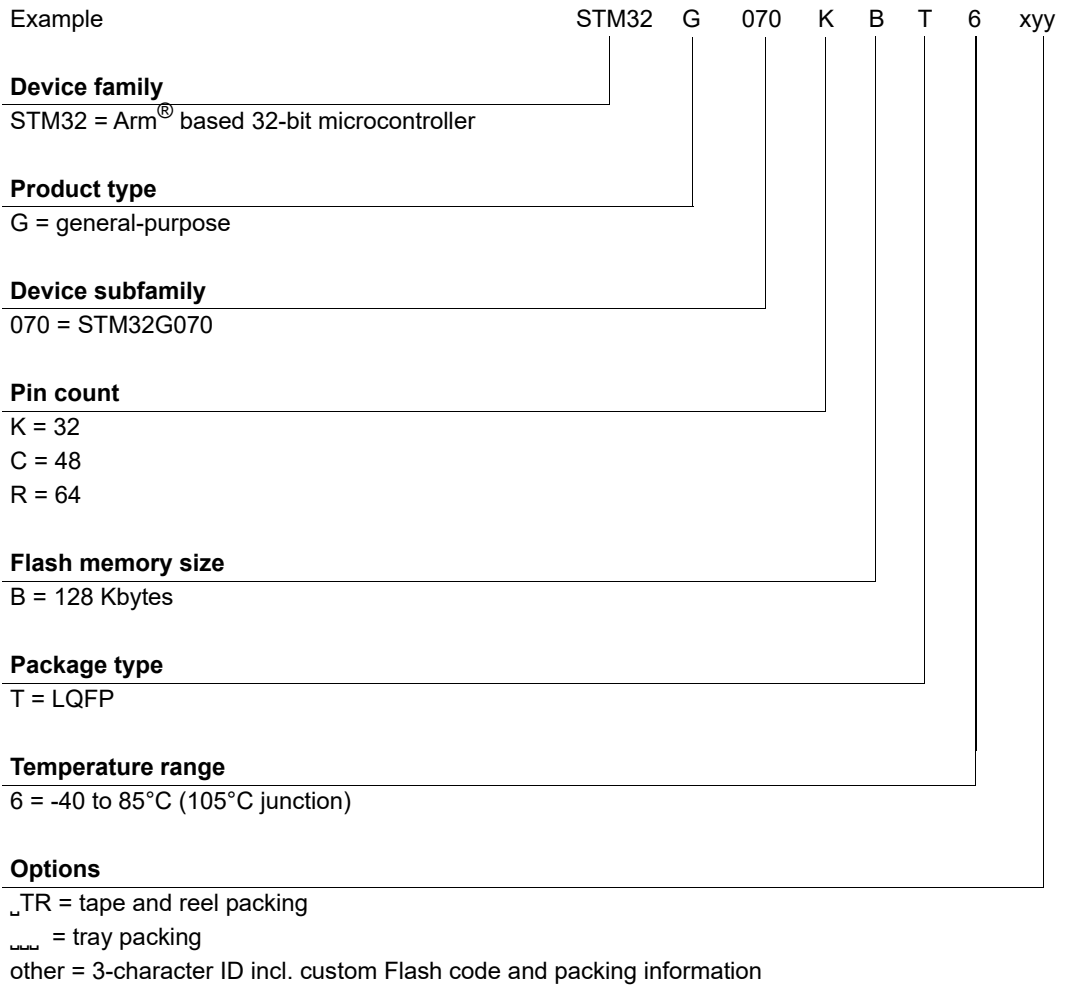 Example STM32 G 070 K B T 6 xyy
Device family
STM32 = Arm® based 32-bit microcontroller
Product type
G = general-purpose
Device subfamily
070 = STM32G070
Pin count
K = 32
C = 48
R = 64
Flash memory size
B = 128 Kbytes
Package type
T = LQFP
Temperature range
6 = -40 to 85°C (105°C junction)
Options
␣TR = tape and reel packing
␣␣␣ = tray packing
other = 3-character ID incl. custom Flash code and packing information